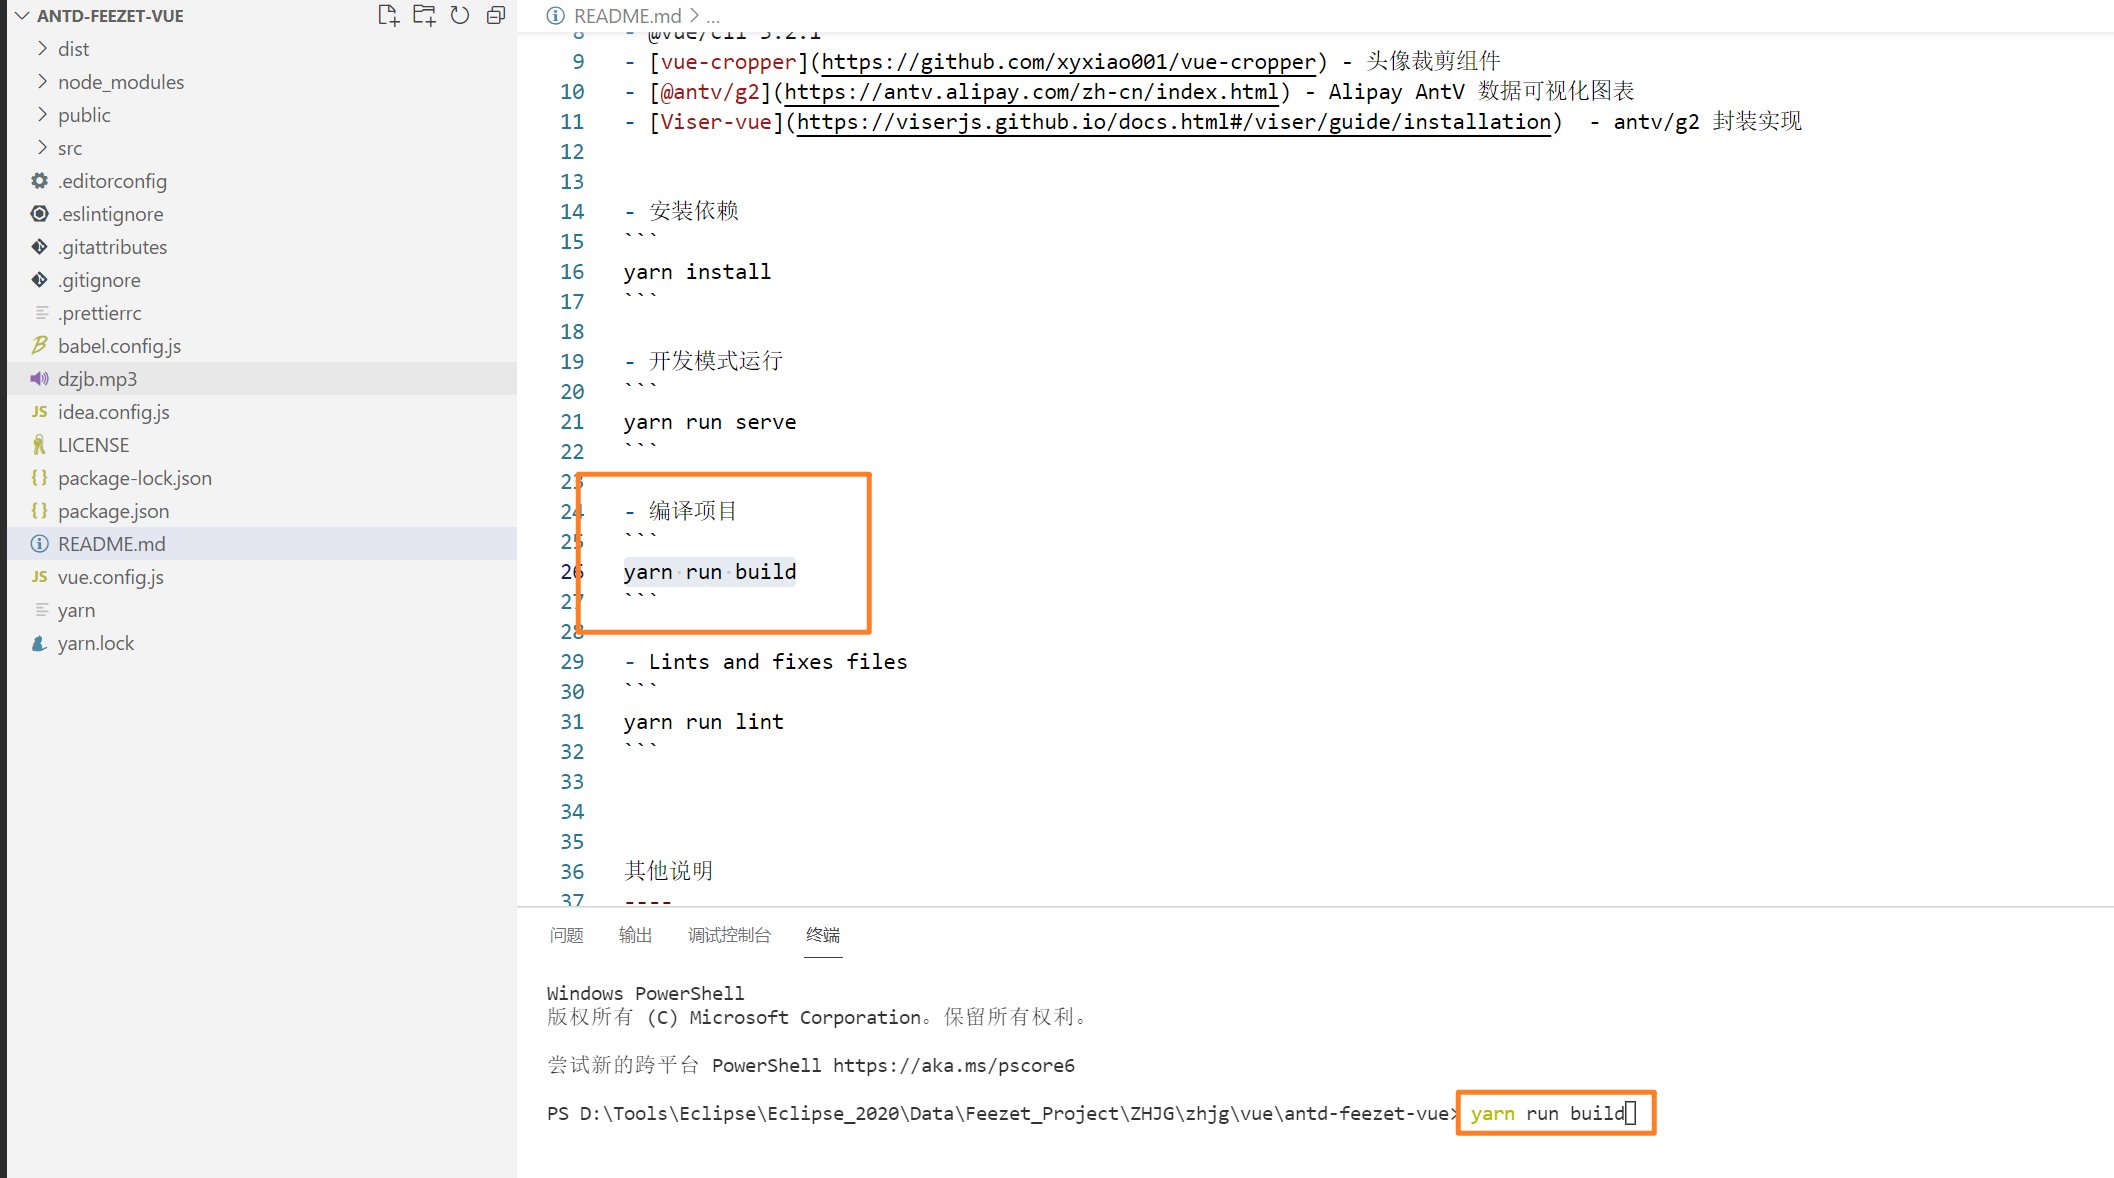 ANTD-FEEZET-VUE
dist
node_modules
public
src
.editorconfig
.eslintignore
.gitattributes
.gitignore
.prettierrc
babel.config.js
dzjb.mp3
JS idea.config.js
LICENSE
{} package-lock.json
{} package.json
README.md
JS vue.config.js
yarn
yarn.lock
README.md > ...
8 - @vue/cli 3.2.1
9 - [vue-cropper](https://github.com/xyxiao001/vue-cropper) - 头像裁剪组件
10 - [@antv/g2](https://antv.alipay.com/zh-cn/index.html) - Alipay AntV 数据可视化图表
11 - [Viser-vue](https://viserjs.github.io/docs.html#/viser/guide/installation)  - antv/g2 封装实现
12
13
14 - 安装依赖
15 ```
16 yarn install
17 ```
18
19 - 开发模式运行
20 ```
21 yarn run serve
22 ```
23
24 - 编译项目
25 ```
26 yarn run build
27 ```
28
29 - Lints and fixes files
30 ```
31 yarn run lint
32 ```
33
34
35
36 其他说明
37 ----
问题 输出 调试控制台 终端
Windows PowerShell
版权所有 (C) Microsoft Corporation。保留所有权利。
尝试新的跨平台 PowerShell https://aka.ms/pscore6
PS D:\Tools\Eclipse\Eclipse_2020\Data\Feezet_Project\ZHJG\zhjg\vue\antd-feezet-vue> yarn run build